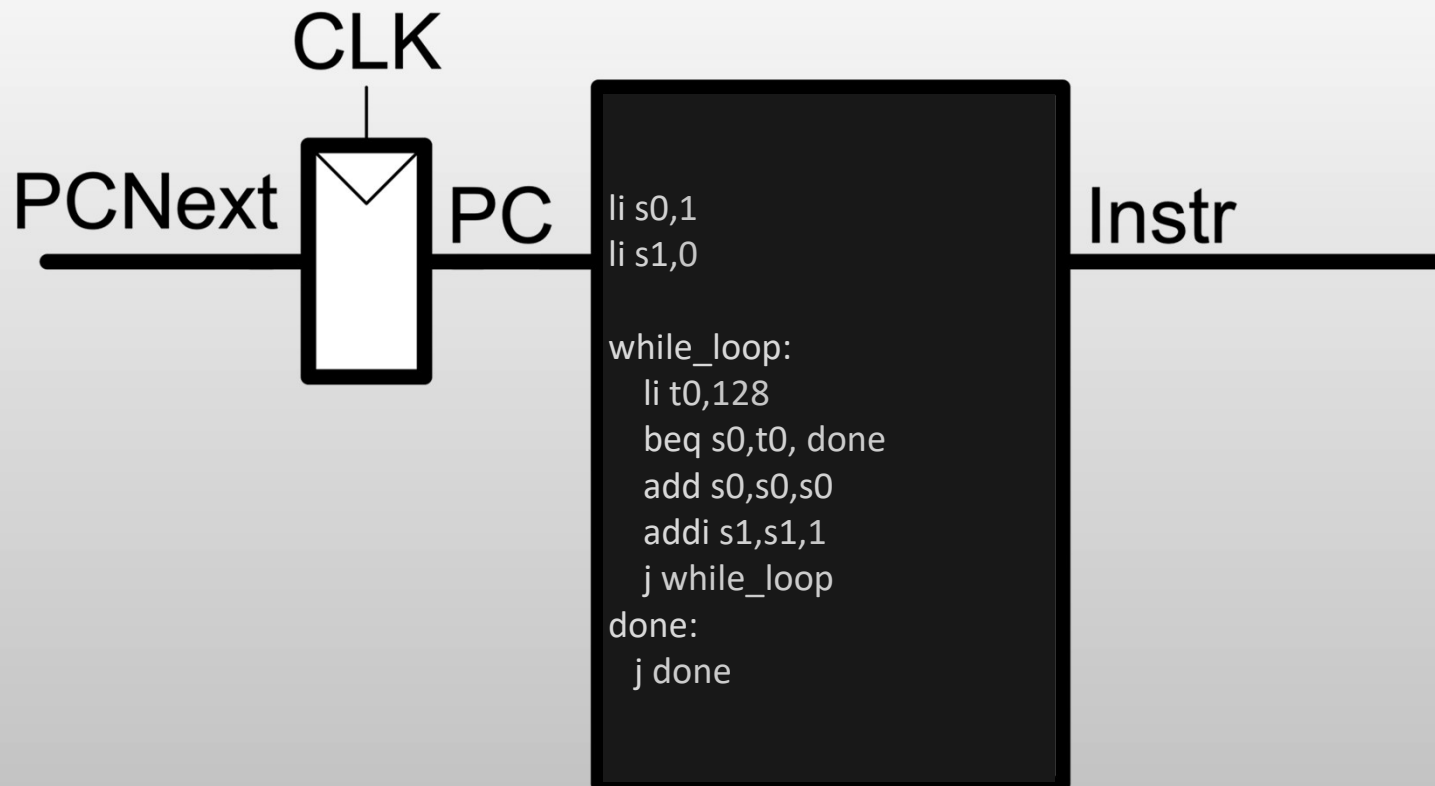 CLK
PCNext
PC
Instr
li s0,1
li s1,0
while_loop:
li t0,128
beq s0,t0, done
add s0,s0,s0
addi s1,s1,1
j while_loop
done:
j done